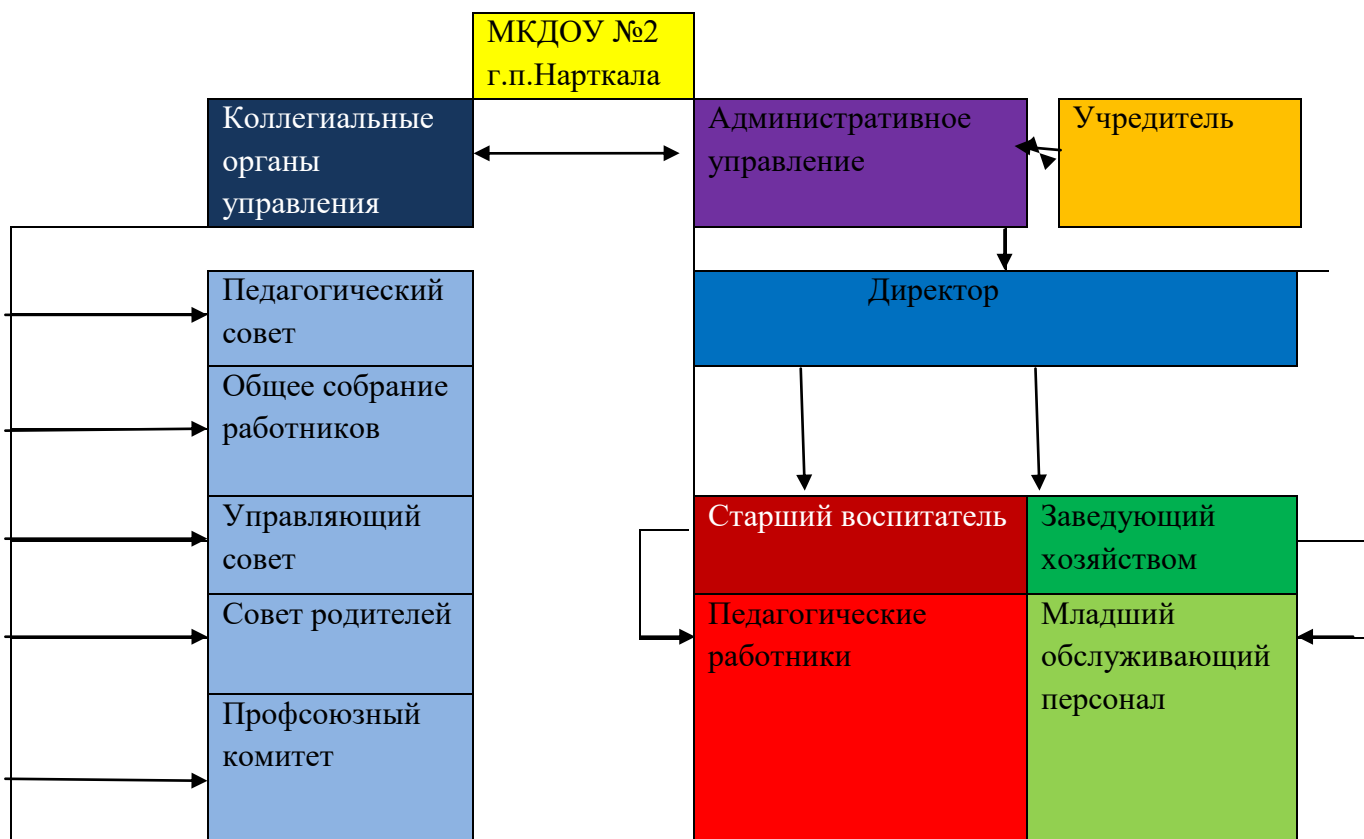 МКДОУ №2
г.п.Нарткала
Коллегиальные
органы
управления
Административное
управление
Учредитель
Педагогический
совет
Директор
Общее собрание
работников
Управляющий
совет
Старший воспитатель
Заведующий
хозяйством
Совет родителей
Педагогические
работники
Младший
обслуживающий
персонал
Профсоюзный
комитет